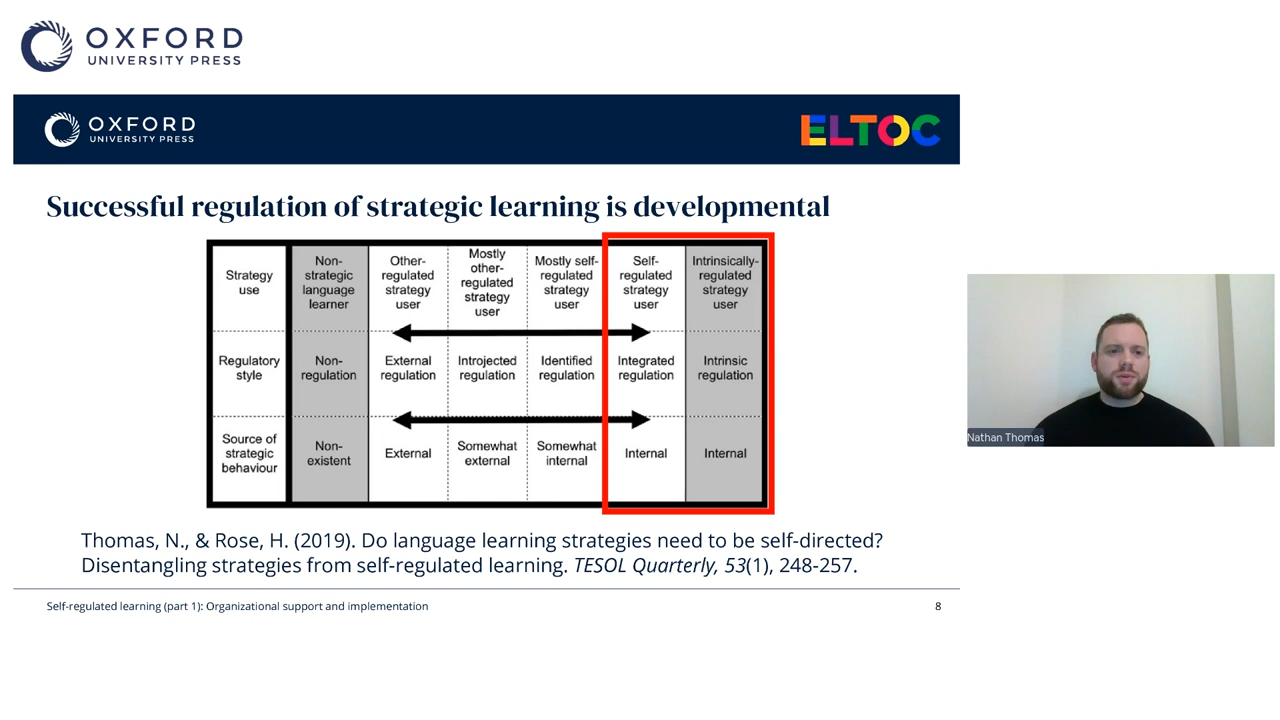 OXFORD
UNIVERSITY PRESS
OXFORD
UNIVERSITY PRESS
ELTOC
Successful regulation of strategic learning is developmental
Strategy
use
Non-
strategic
language
learner
Other-
regulated
strategy
user
Mostly
other-
regulated
strategy
user
Mostly self-
regulated
strategy
user
Self-
regulated
strategy
user
Intrinsically-
regulated
strategy
user
Regulatory
style
Non-
regulation
External
regulation
Introjected
regulation
Identified
regulation
Integrated
regulation
Intrinsic
regulation
Source of
strategic
behaviour
Non-
existent
External
Somewhat
external
Somewhat
internal
Internal
Internal
Nathan Thomas
Thomas, N., & Rose, H. (2019). Do language learning strategies need to be self-directed?
Disentangling strategies from self-regulated learning. TESOL Quarterly, 53(1), 248-257.
Self-regulated learning (part 1): Organizational support and implementation
8